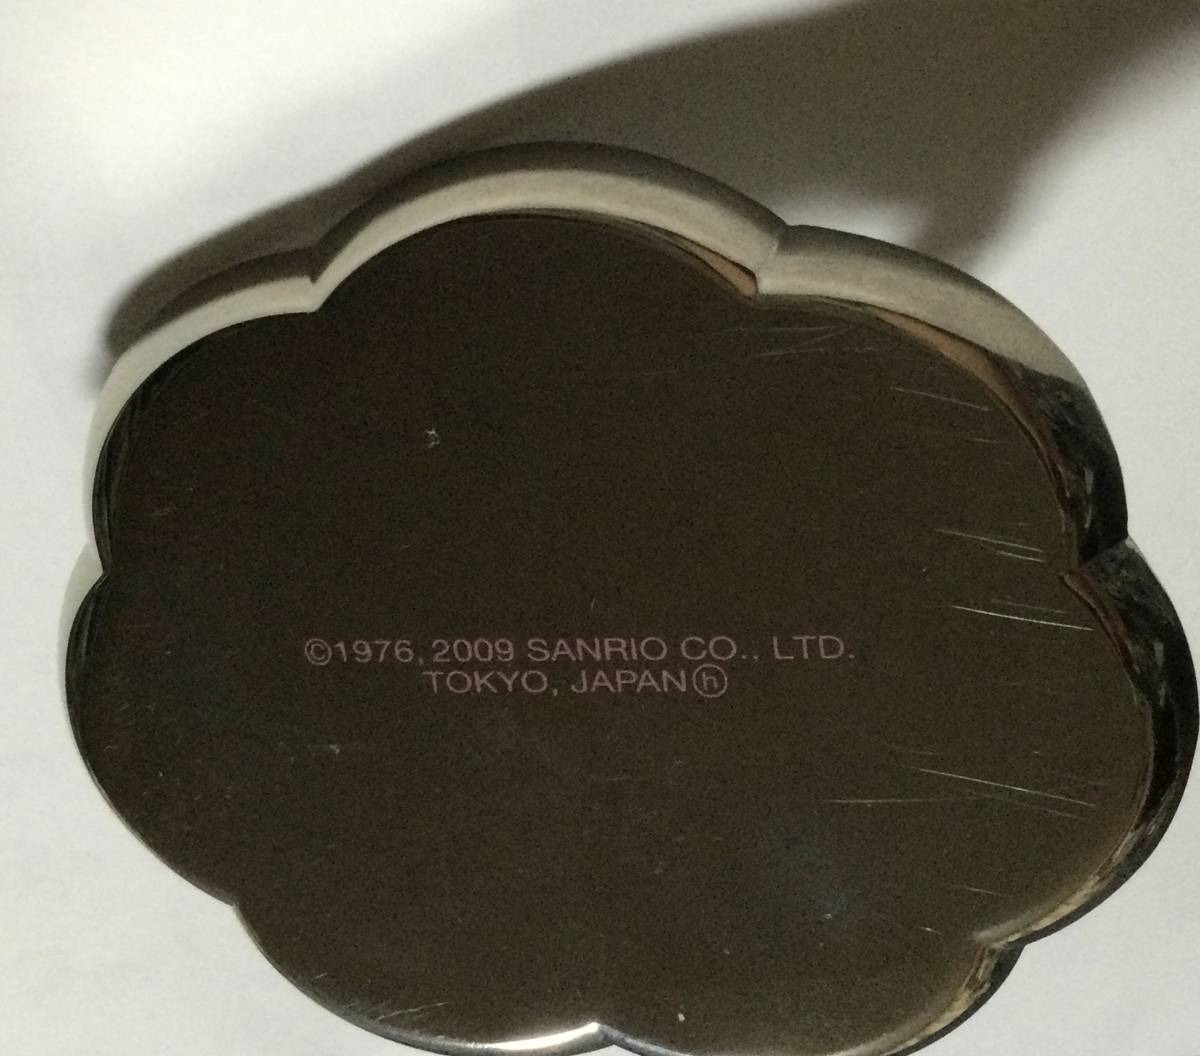 ©1976, 2009 SANRIO CO., LTD.
TOKYO, JAPAN ⓗ